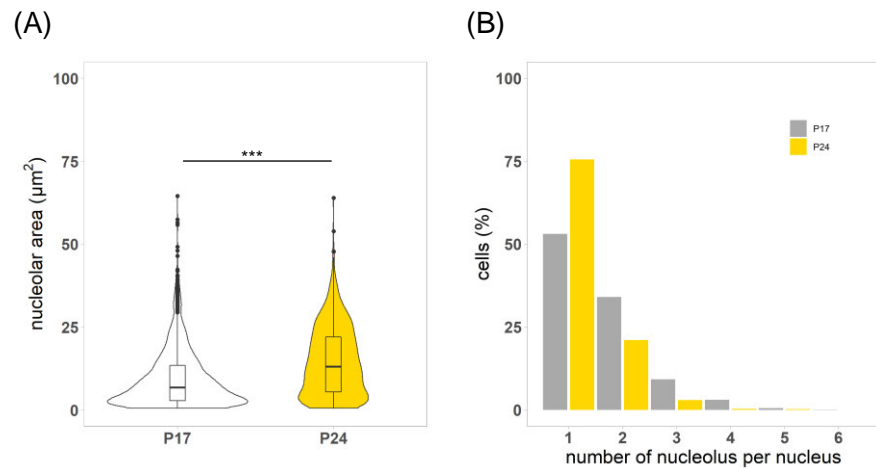 (A)
nucleolar area (µm²)
100
75
50
25
0
***
P17 P24
(B)
cells (%)
100
75
50
25
0
P17
P24
1 2 3 4 5 6
number of nucleolus per nucleus